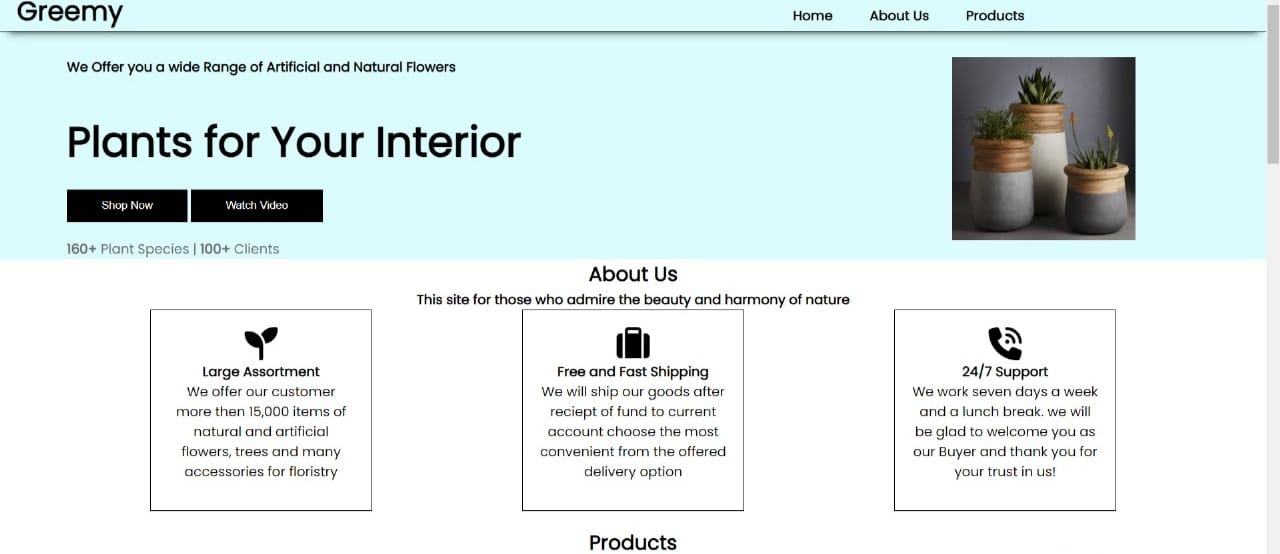 Greemy
Home About Us Products
We Offer you a wide Range of Artificial and Natural Flowers
Plants for Your Interior
Shop Now Watch Video
160+ Plant Species | 100+ Clients
About Us
This site for those who admire the beauty and harmony of nature
Large Assortment
We offer our customer
more then 15,000 items of
natural and artificial
flowers, trees and many
accessories for floristry
Free and Fast Shipping
We will ship our goods after
reciept of fund to current
account choose the most
convenient from the offered
delivery option
24/7 Support
We work seven days a week
and a lunch break. we will
be glad to welcome you as
our Buyer and thank you for
your trust in us!
Products